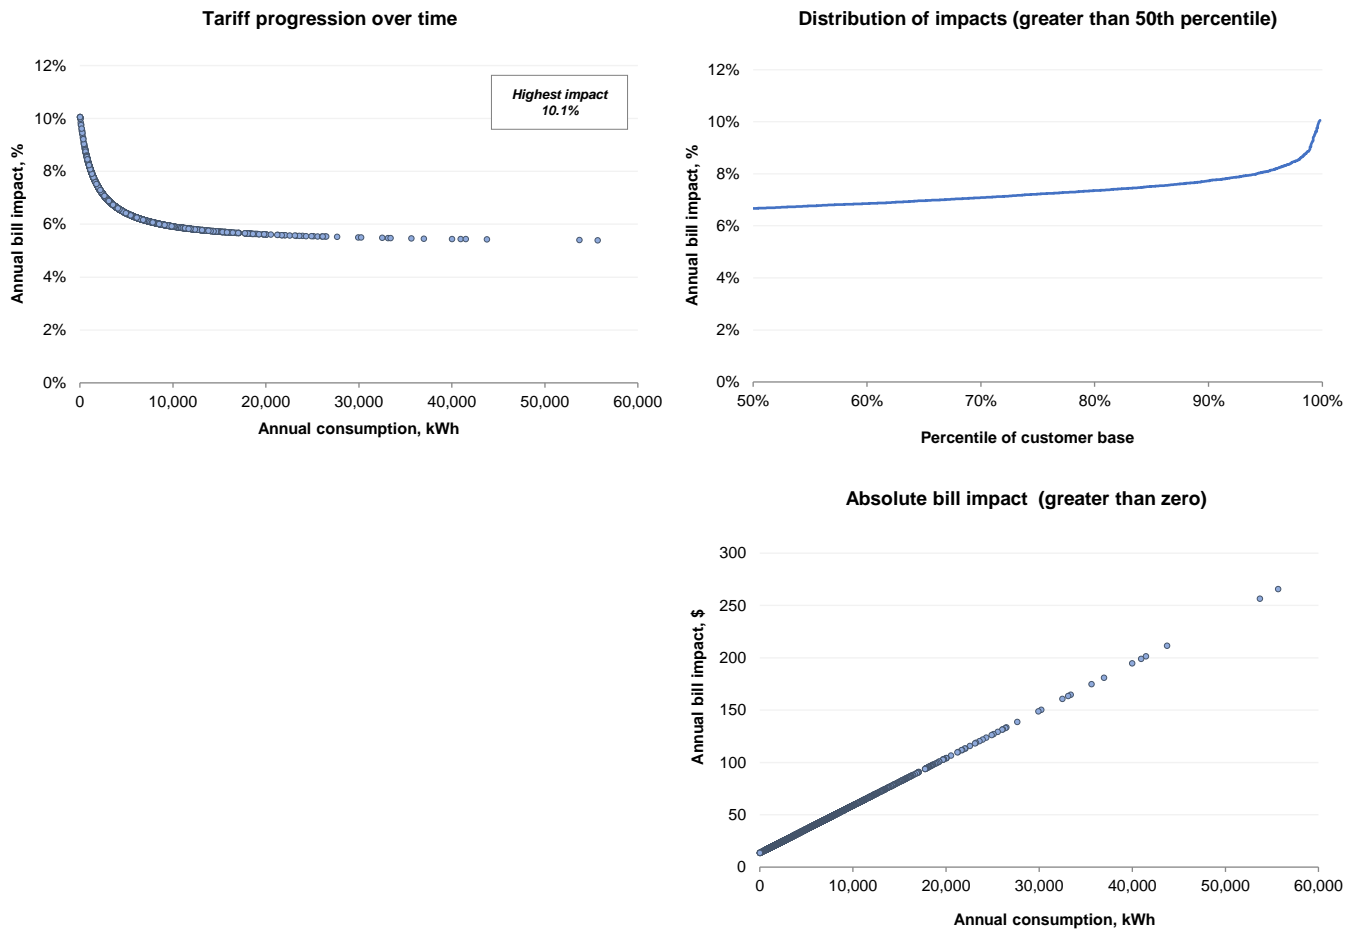 Tariff progression over time
12%
10%
8%
6%
4%
2%
0%
Annual bill impact, %
Highest impact
10.1%
0 10,000 20,000 30,000 40,000 50,000 60,000
Annual consumption, kWh
Distribution of impacts (greater than 50th percentile)
12%
10%
8%
6%
4%
2%
0%
Annual bill impact, %
50% 60% 70% 80% 90% 100%
Percentile of customer base
Absolute bill impact  (greater than zero)
300
250
200
150
100
50
0
Annual bill impact, $
0 10,000 20,000 30,000 40,000 50,000 60,000
Annual consumption, kWh